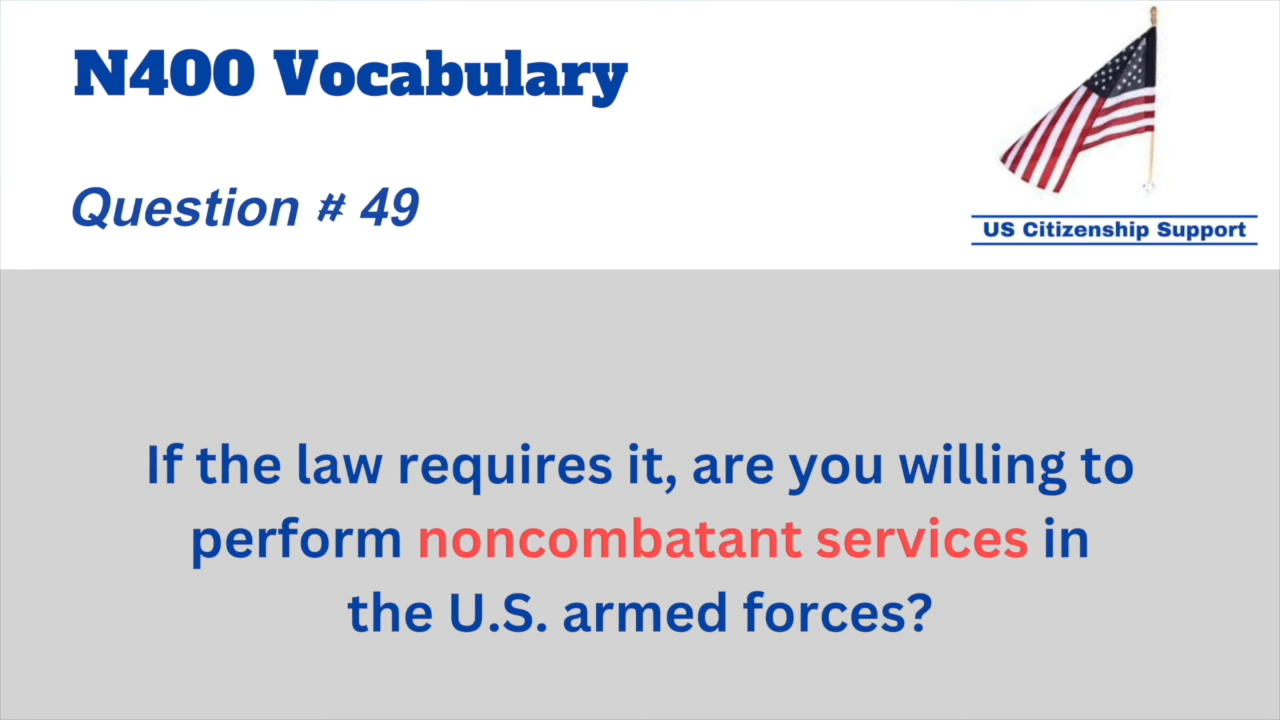 N400 Vocabulary
Question # 49
US Citizenship Support
If the law requires it, are you willing to
perform noncombatant services in
the U.S. armed forces?